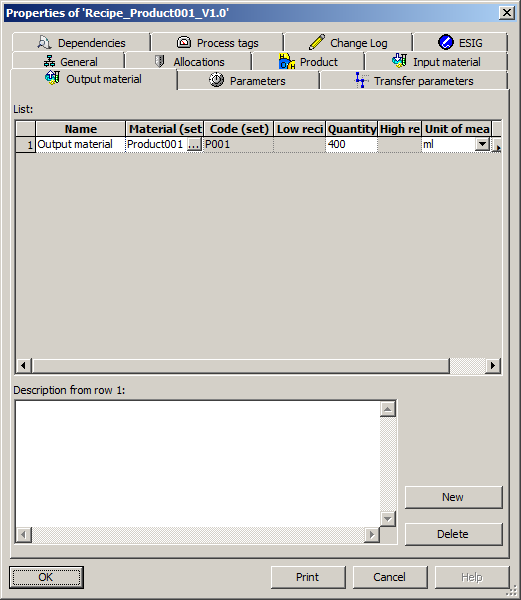 Properties of 'Recipe_Product001_V1.0'
Dependencies Process tags Change Log ESIG
General Allocations Product Input material
Output material Parameters Transfer parameters
List:
Name Material (set Code (set) Low reci Quantity High re Unit of mea
1 Output material Product001 ... P001 400 ml
Description from row 1:
New
Delete
OK Print Cancel Help